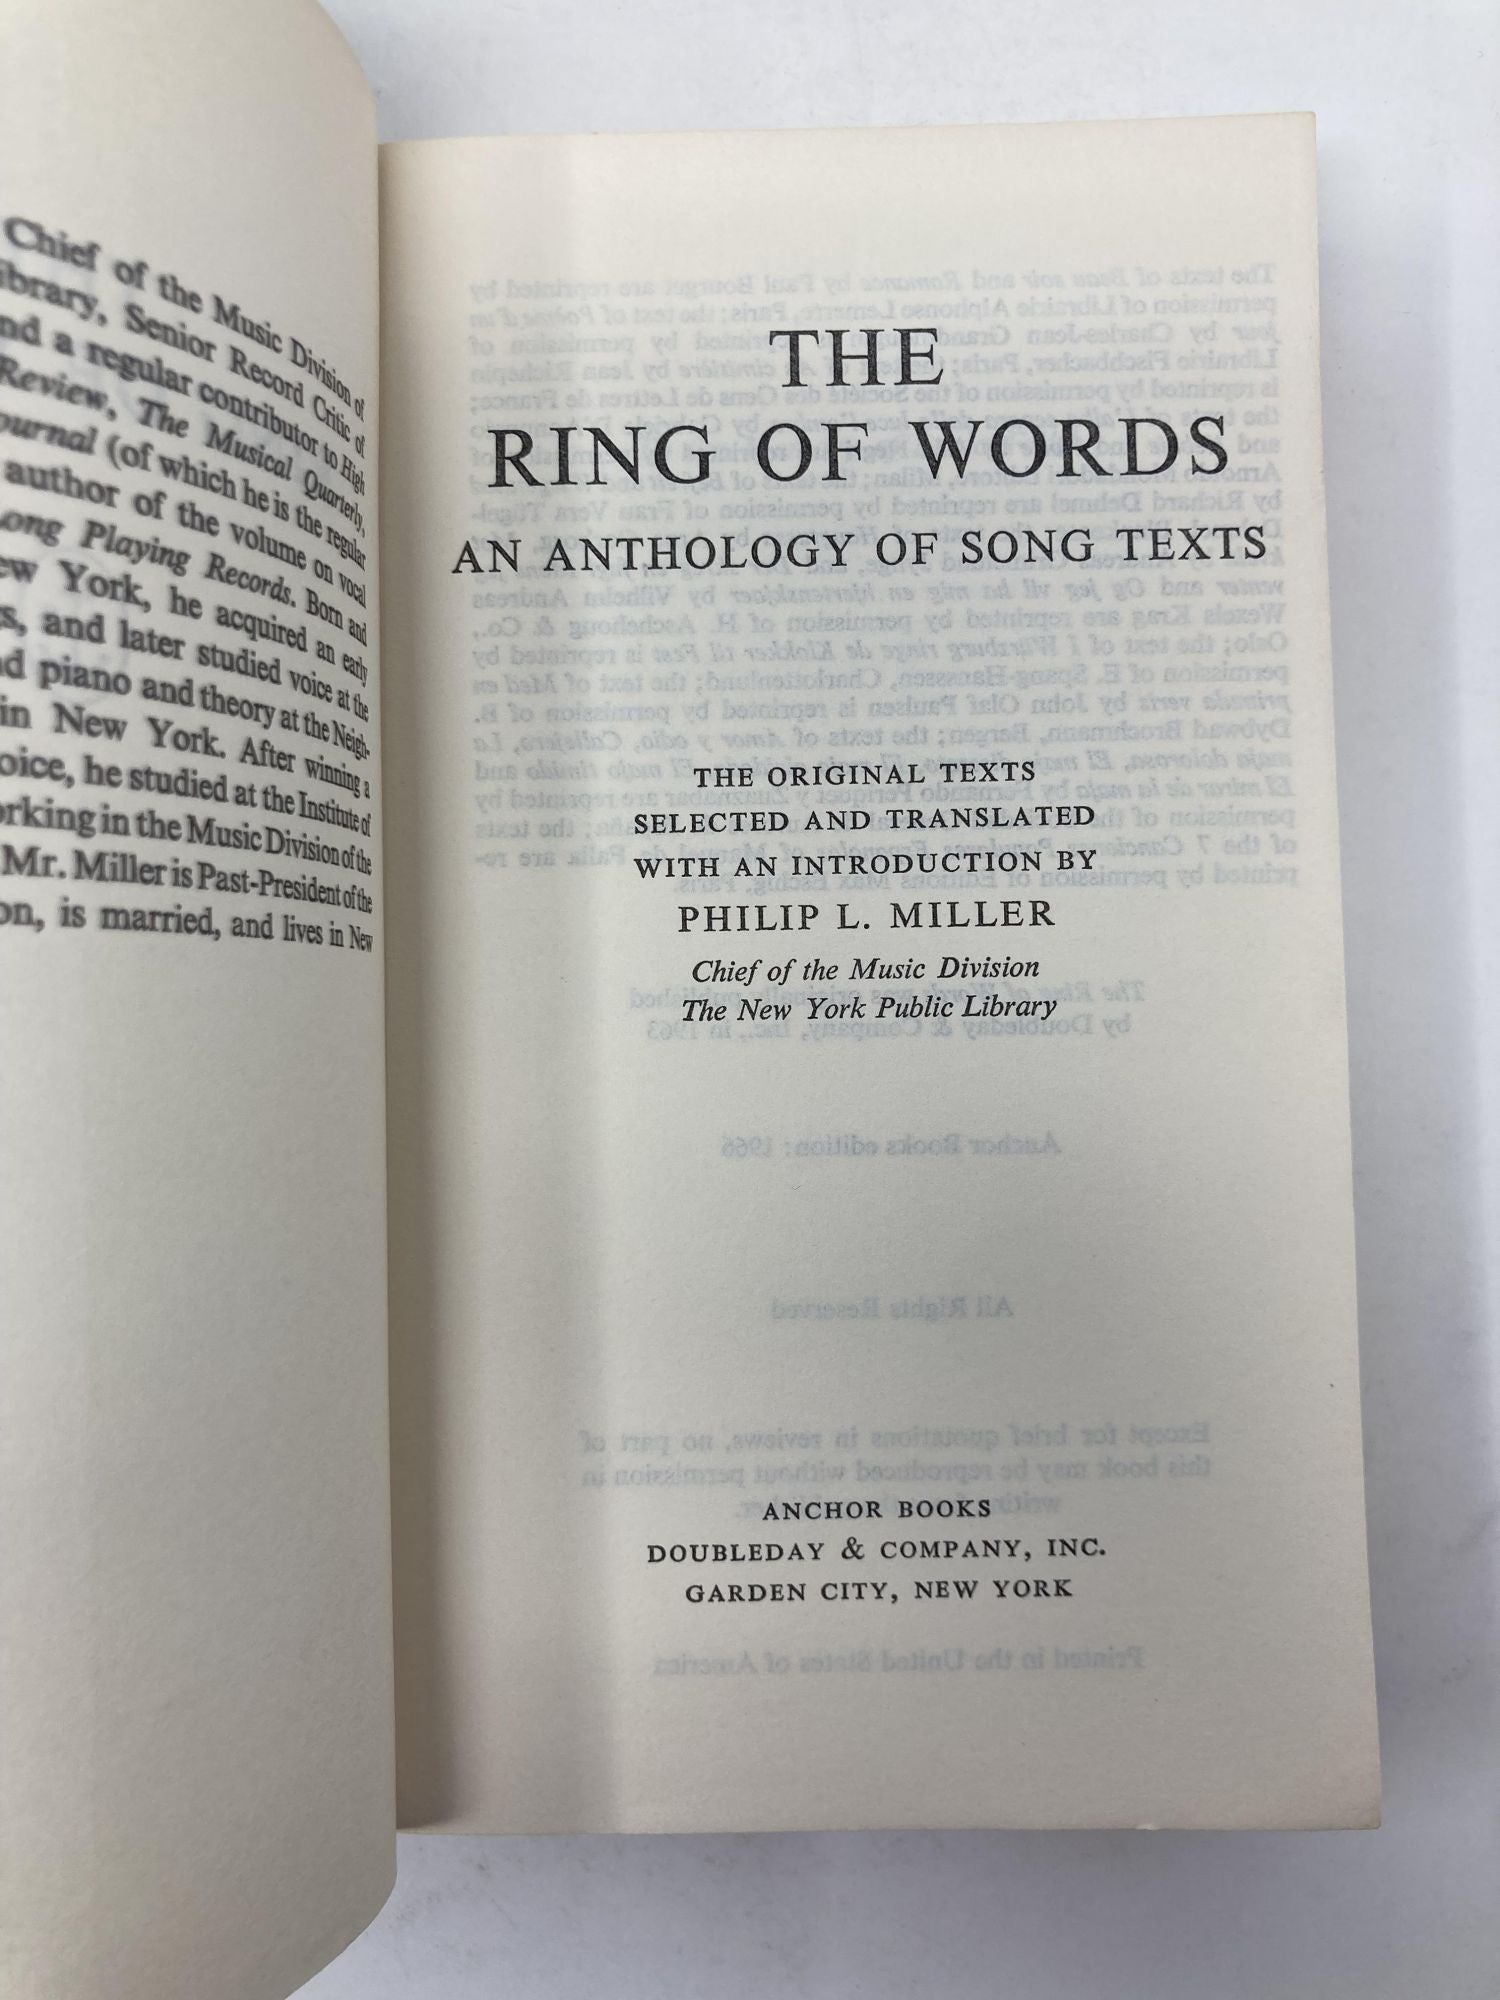 Chief of the Music Division of
ibrary, Senior Record Critic of
nd a regular contributor to High
Review, The Musical Quarterly,
ournal (of which he is the regular
author of the volume on vocal
ong Playing Records. Born and
ew York, he acquired an early
s, and later studied voice at the
nd piano and theory at the Neigh-
in New York. After winning a
oice, he studied at the Institute of
orking in the Music Division of the
Mr. Miller is Past-President of the
on, is married, and lives in New
THE
RING OF WORDS
AN ANTHOLOGY OF SONG TEXTS
THE ORIGINAL TEXTS
SELECTED AND TRANSLATED
WITH AN INTRODUCTION BY
PHILIP L. MILLER
Chief of the Music Division
The New York Public Library
ANCHOR BOOKS
DOUBLEDAY & COMPANY, INC.
GARDEN CITY, NEW YORK